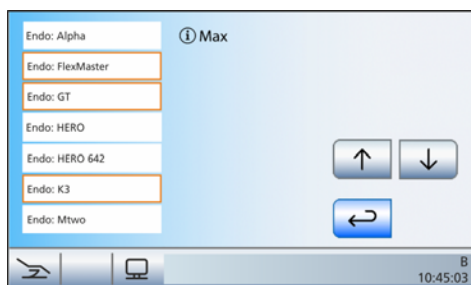 Endo: Alpha
Endo: FlexMaster
Endo: GT
Endo: HERO
Endo: HERO 642
Endo: K3
Endo: Mtwo
i Max
B
10:45:03